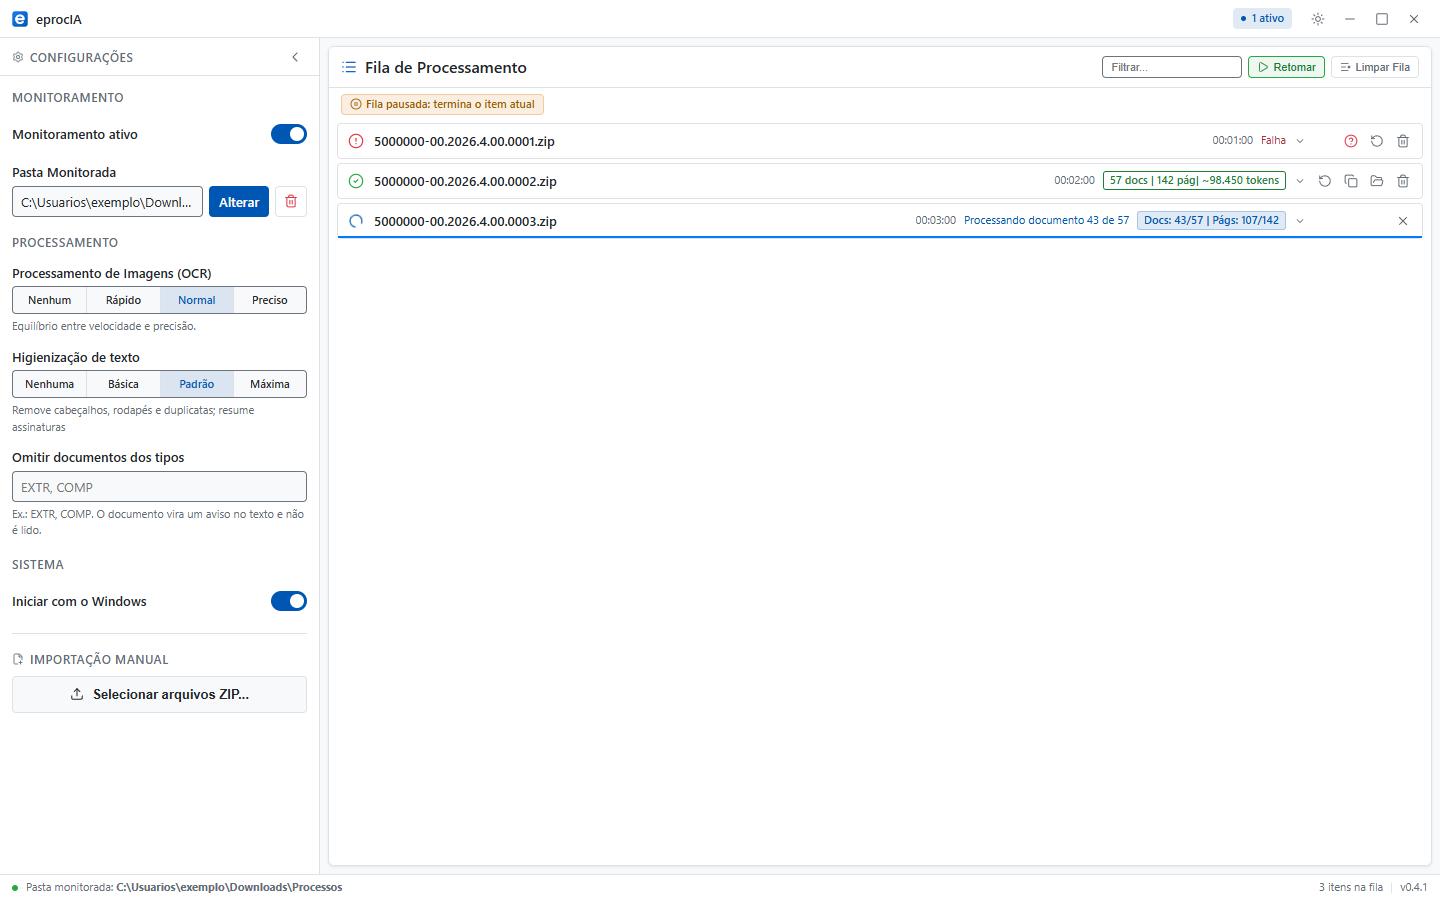 eprocIA
1 ativo
CONFIGURAÇÕES
MONITORAMENTO
Monitoramento ativo
Pasta Monitorada
C:\Usuarios\exemplo\Downl...
Alterar
PROCESSAMENTO
Processamento de Imagens (OCR)
Nenhum Rápido Normal Preciso
Equilíbrio entre velocidade e precisão.
Higienização de texto
Nenhuma Básica Padrão Máxima
Remove cabeçalhos, rodapés e duplicatas; resume
assinaturas
Omitir documentos dos tipos
EXTR, COMP
Ex.: EXTR, COMP. O documento vira um aviso no texto e não
é lido.
SISTEMA
Iniciar com o Windows
IMPORTAÇÃO MANUAL
Selecionar arquivos ZIP...
Fila de Processamento
Filtrar...
Retomar
Limpar Fila
Fila pausada: termina o item atual
5000000-00.2026.4.00.0001.zip 00:01:00 Falha
5000000-00.2026.4.00.0002.zip 00:02:00 57 docs | 142 pág| ~98.450 tokens
5000000-00.2026.4.00.0003.zip 00:03:00 Processando documento 43 de 57 Docs: 43/57 | Págs: 107/142
Pasta monitorada: C:\Usuarios\exemplo\Downloads\Processos
3 itens na fila
v0.4.1